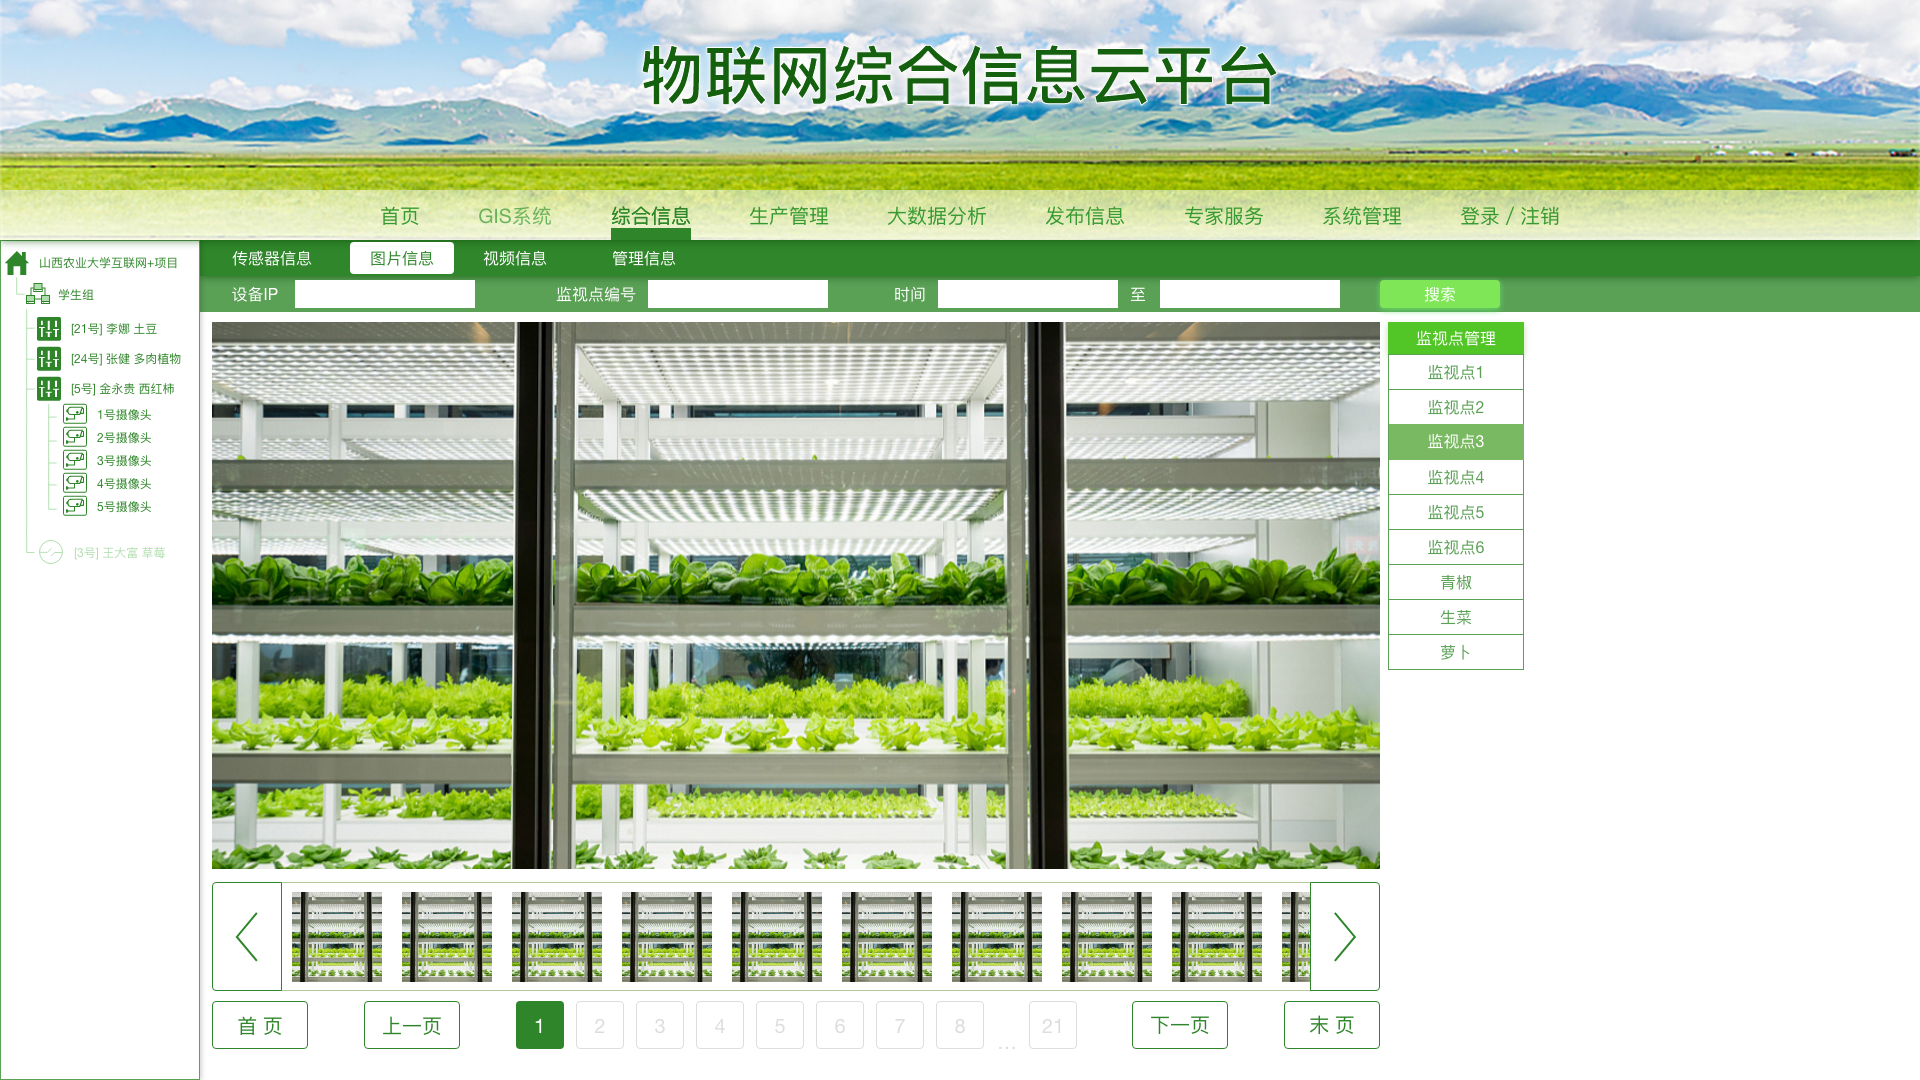 物联网综合信息云平台
首页 GIS系统 综合信息 生产管理 大数据分析 发布信息 专家服务 系统管理 登录 / 注销
传感器信息 图片信息 视频信息 管理信息
设备IP 监视点编号 时间 至 搜索
山西农业大学互联网+项目
学生组
[21号] 李娜 土豆
[24号] 张健 多肉植物
[5号] 金永贵 西红柿
1号摄像头
2号摄像头
3号摄像头
4号摄像头
5号摄像头
[3号] 王大富 草莓
监视点管理
监视点1
监视点2
监视点3
监视点4
监视点5
监视点6
青椒
生菜
萝卜
首 页 上一页 1 2 3 4 5 6 7 8 ... 21 下一页 末 页